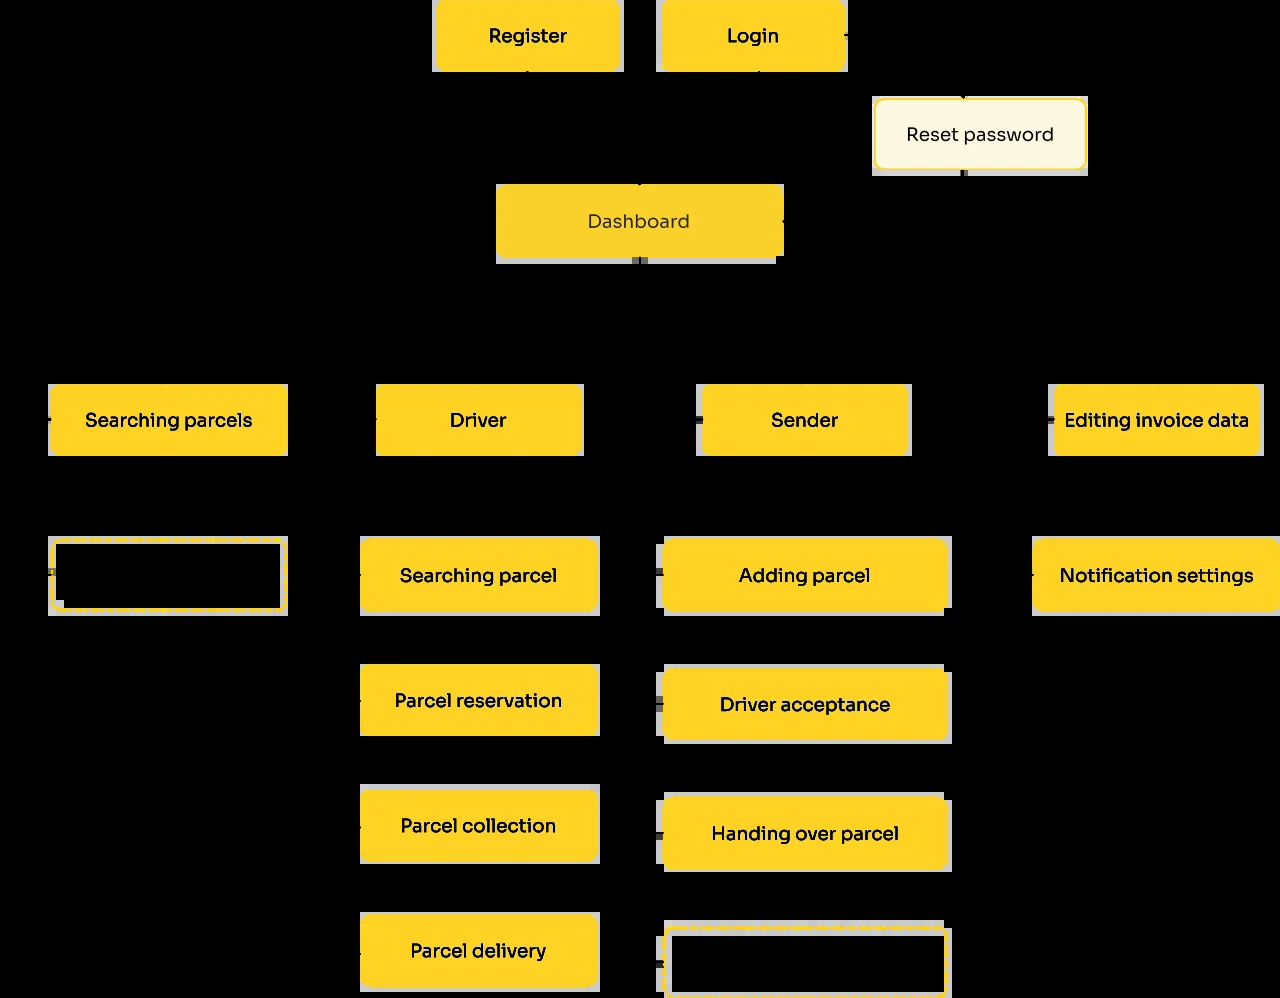 Register
Login
Reset password
Dashboard
Searching parcels
Driver
Sender
Editing invoice data
Searching parcel
Adding parcel
Notification settings
Parcel reservation
Driver acceptance
Parcel collection
Handing over parcel
Parcel delivery